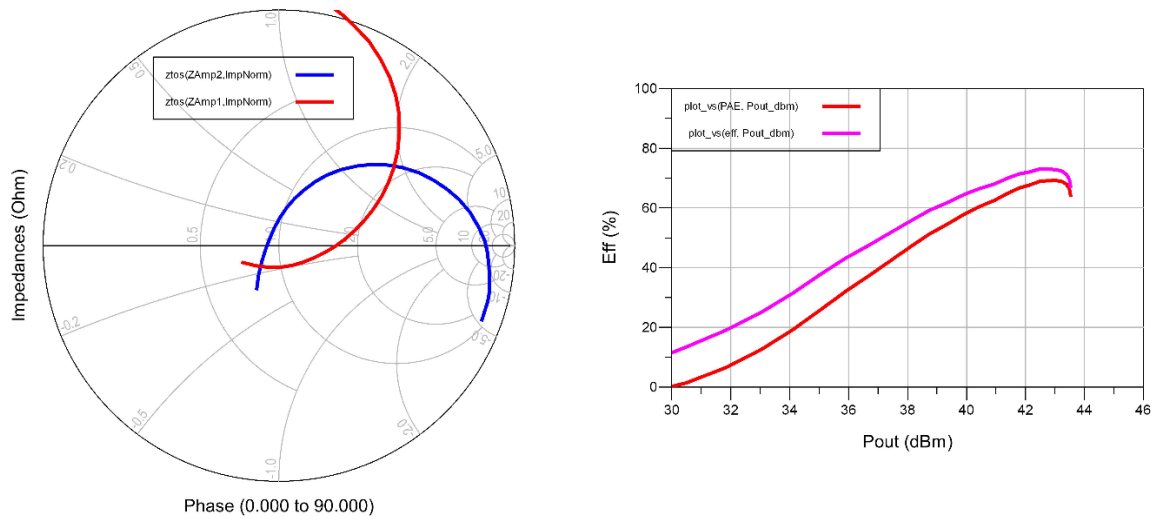 1.0
0.5
2.0
ztos(ZAmp2,ImpNorm)
ztos(ZAmp1,ImpNorm)
0.2
5.0
10
20
0.5
2.0
5.0
10
20
-20
-10
-0.2
-5.0
-0.5
-2.0
-1.0
Impedances (Ohm)
Phase (0.000 to 90.000)
100
80
60
40
20
0
plot_vs(PAE, Pout_dbm)
plot_vs(eff, Pout_dbm)
Eff (%)
30 32 34 36 38 40 42 44 46
Pout (dBm)